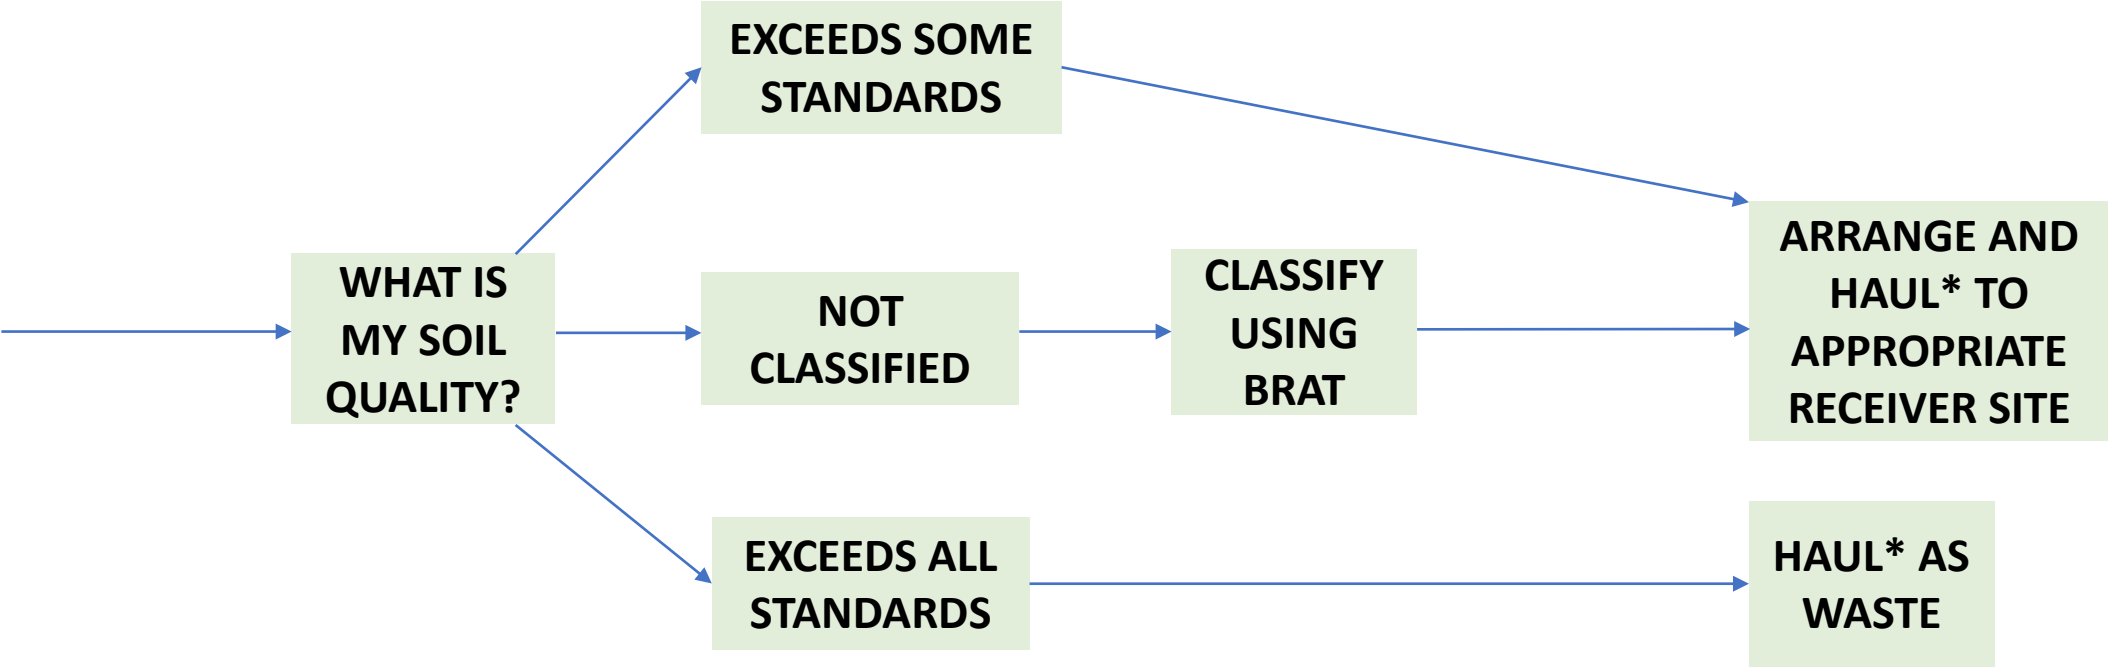 EXCEEDS SOME
STANDARDS
WHAT IS
MY SOIL
QUALITY?
NOT
CLASSIFIED
CLASSIFY
USING
BRAT
ARRANGE AND
HAUL* TO
APPROPRIATE
RECEIVER SITE
EXCEEDS ALL
STANDARDS
HAUL* AS
WASTE